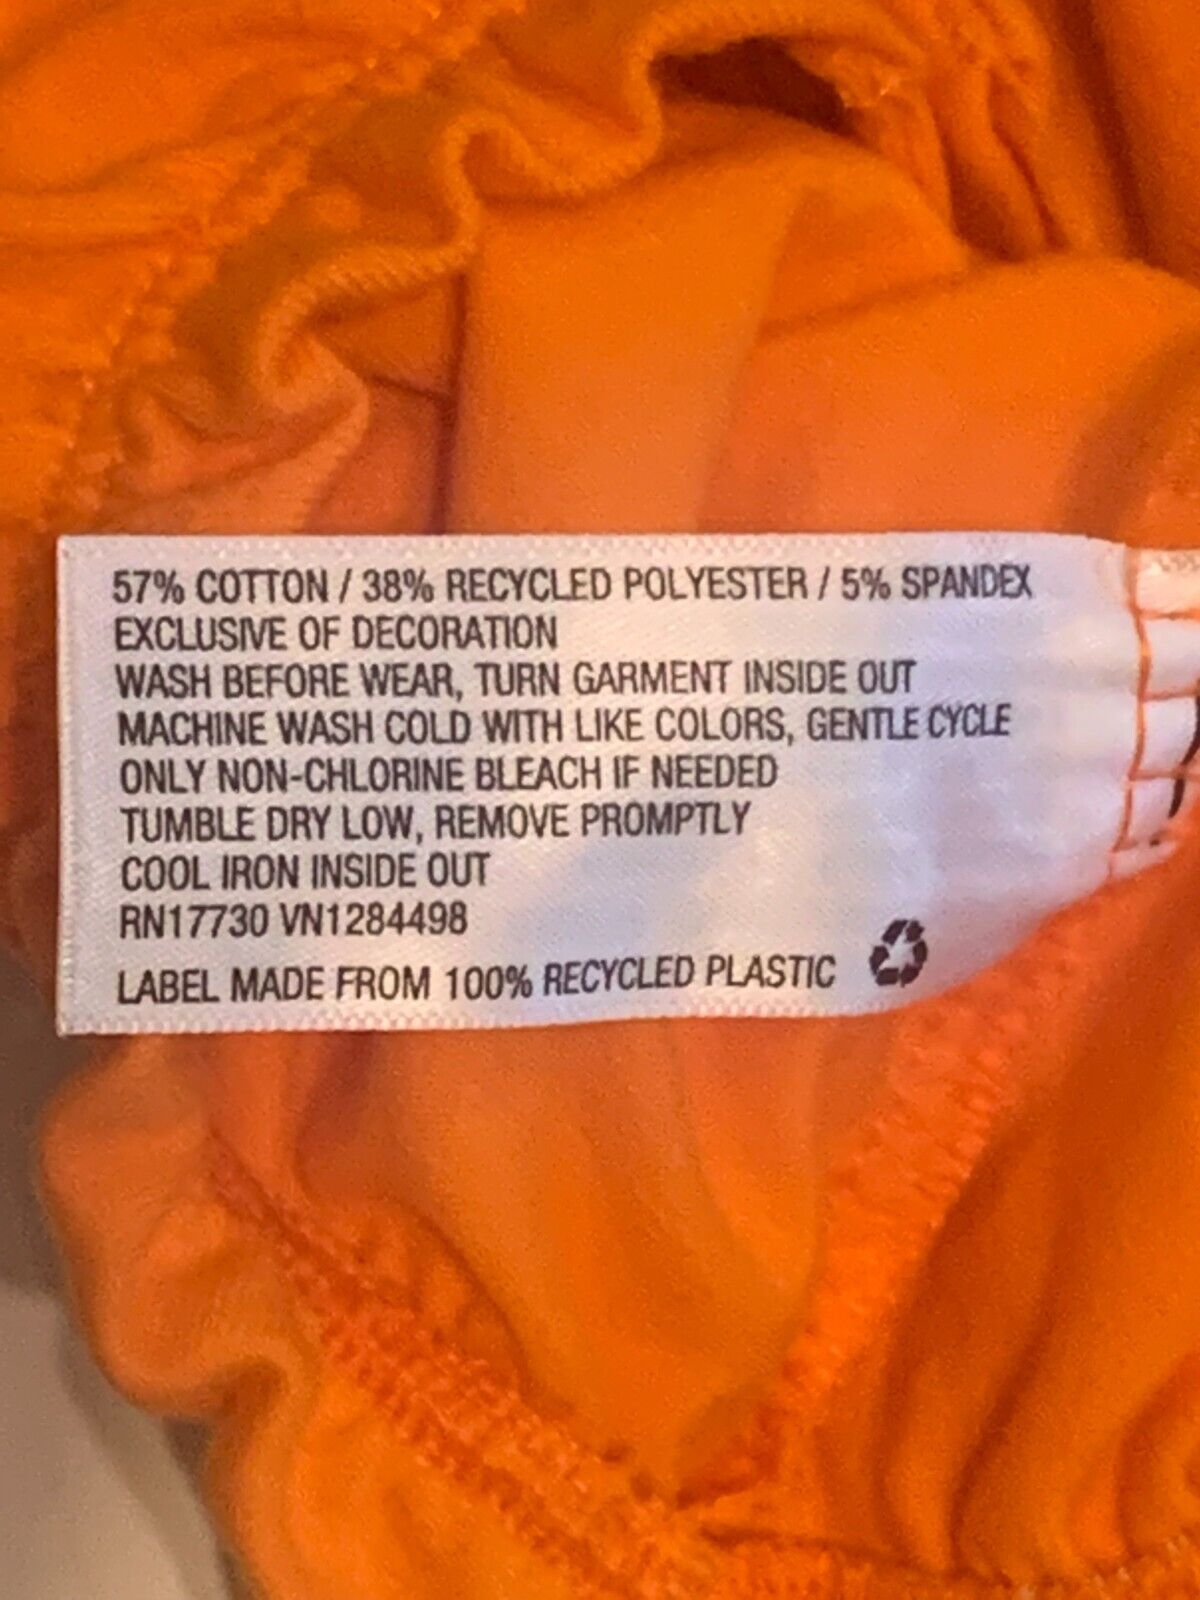 57% COTTON / 38% RECYCLED POLYESTER / 5% SPANDEX
EXCLUSIVE OF DECORATION
WASH BEFORE WEAR, TURN GARMENT INSIDE OUT
MACHINE WASH COLD WITH LIKE COLORS, GENTLE CYCLE
ONLY NON-CHLORINE BLEACH IF NEEDED
TUMBLE DRY LOW, REMOVE PROMPTLY
COOL IRON INSIDE OUT
RN17730 VN1284498
LABEL MADE FROM 100% RECYCLED PLASTIC